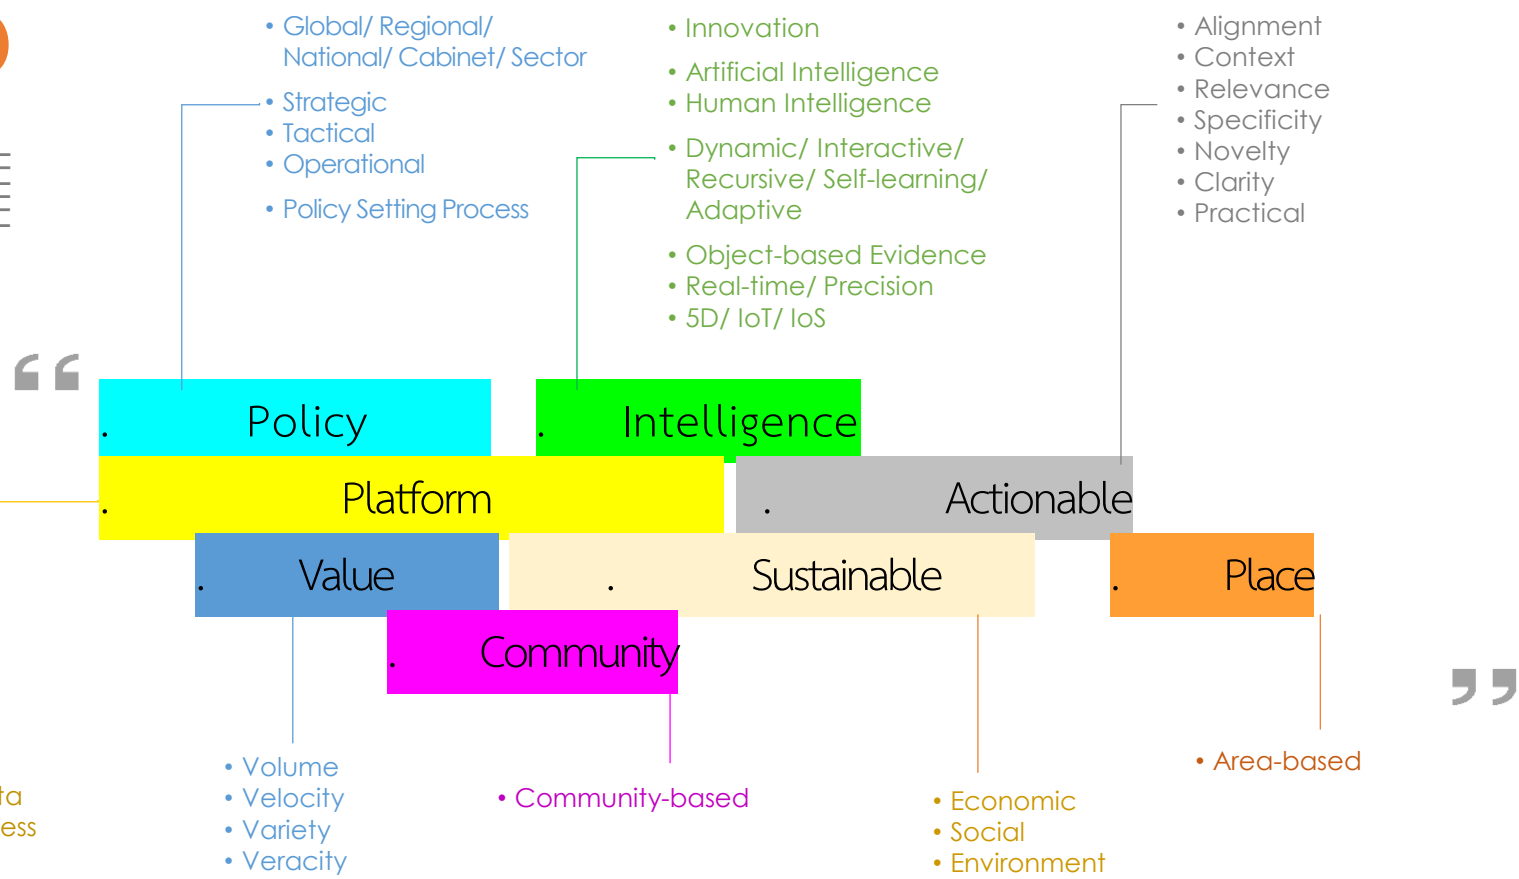 • Global/ Regional/
National/ Cabinet/ Sector
• Strategic
• Tactical
• Operational
• Policy Setting Process
• Innovation
• Artificial Intelligence
• Human Intelligence
• Dynamic/ Interactive/
Recursive/ Self-learning/
Adaptive
• Object-based Evidence
• Real-time/ Precision
• 5D/ IoT/ IoS
• Alignment
• Context
• Relevance
• Specificity
• Novelty
• Clarity
• Practical
“
. Policy
. Intelligence
. Platform
. Actionable
. Value
. Sustainable
. Place
. Community
”
• Volume
• Velocity
• Variety
• Veracity
• Community-based
• Economic
• Social
• Environment
• Area-based